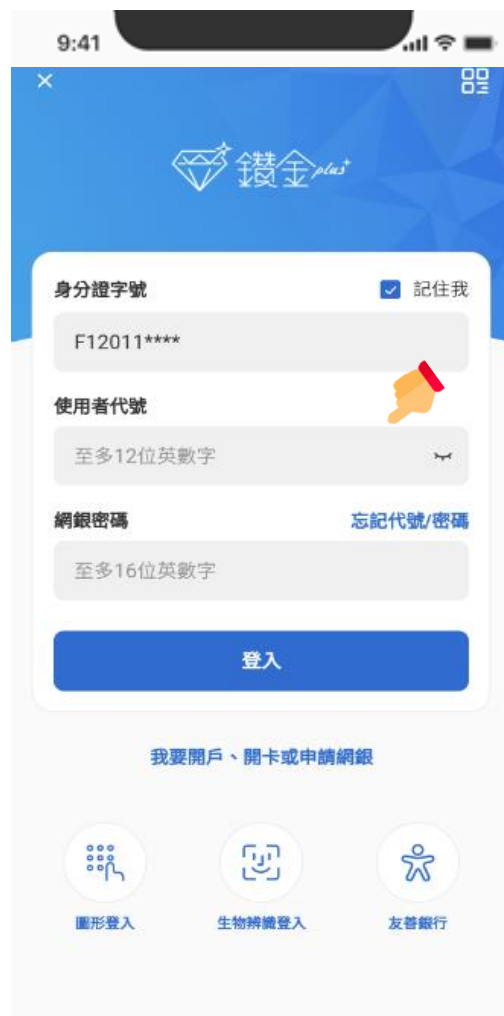 9:41
鑽金plus+
身分證字號
記住我
F12011****
使用者代號
至多12位英數字
網銀密碼
忘記代號/密碼
至多16位英數字
登入
我要開戶、開卡或申請網銀
圖形登入
生物辨識登入
友善銀行